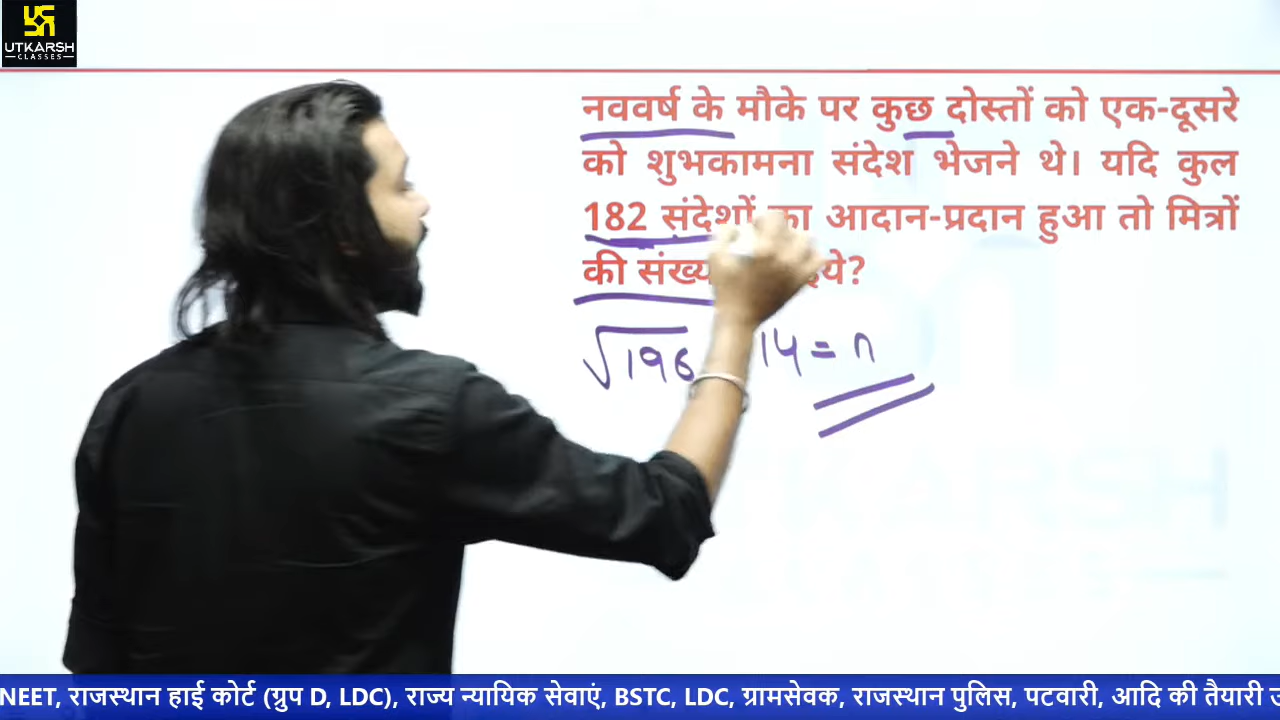 UTKARSH
CLASSES
नववर्ष के मौके पर कुछ दोस्तों को एक-दूसरे
को शुभकामना संदेश भेजने थे। यदि कुल
182 संदेशों का आदान-प्रदान हुआ तो मित्रों
की संख्य इये?
√196 14 = n
NEET, राजस्थान हाई कोर्ट (ग्रुप D, LDC), राज्य न्यायिक सेवाएं, BSTC, LDC, ग्रामसेवक, राजस्थान पुलिस, पटवारी, आदि की तैयारी